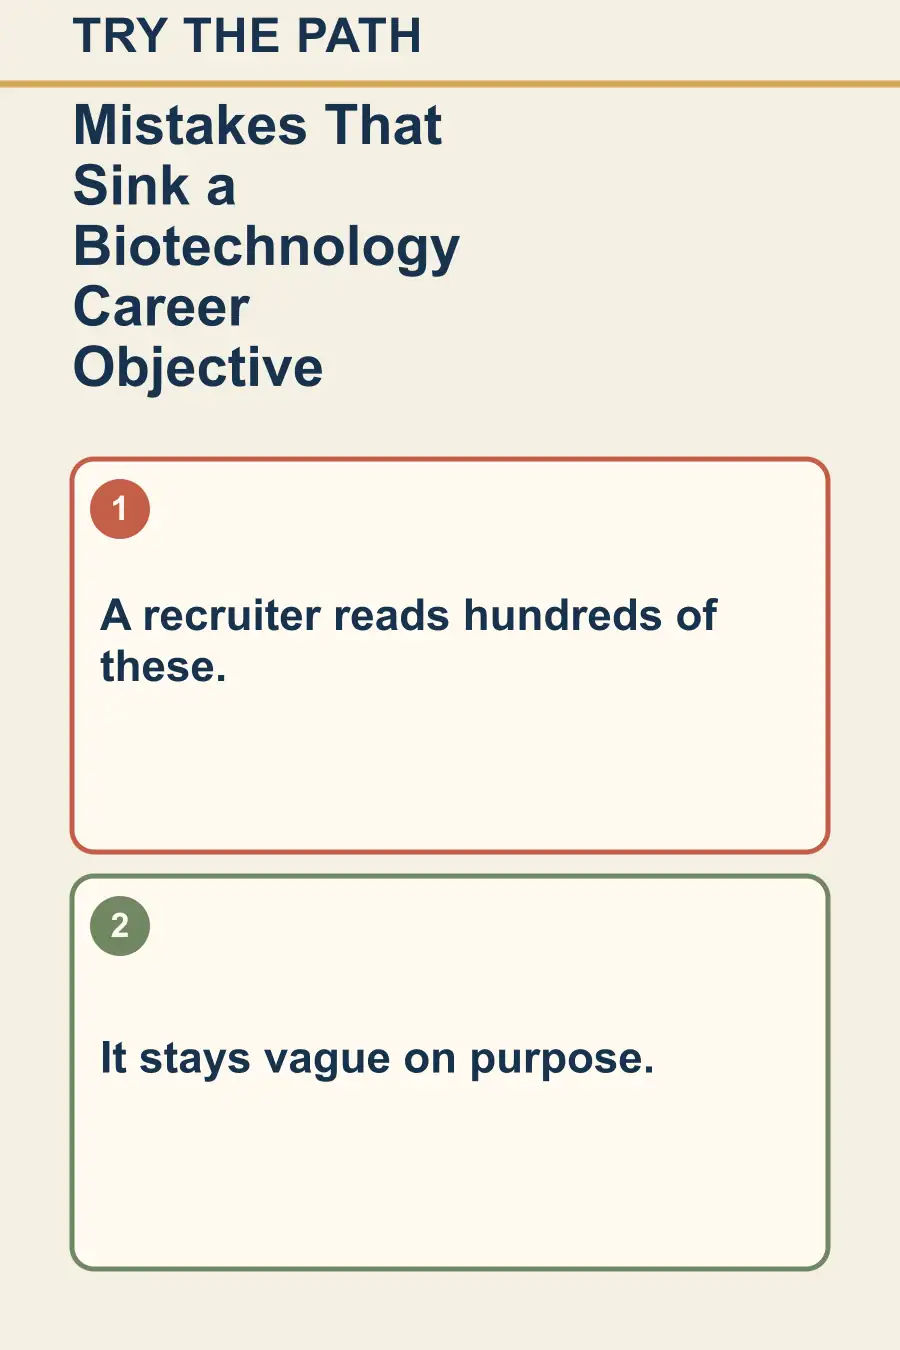 TRY THE PATH
Mistakes That
Sink a
Biotechnology
Career
Objective
1
A recruiter reads hundreds of
these.
2
It stays vague on purpose.